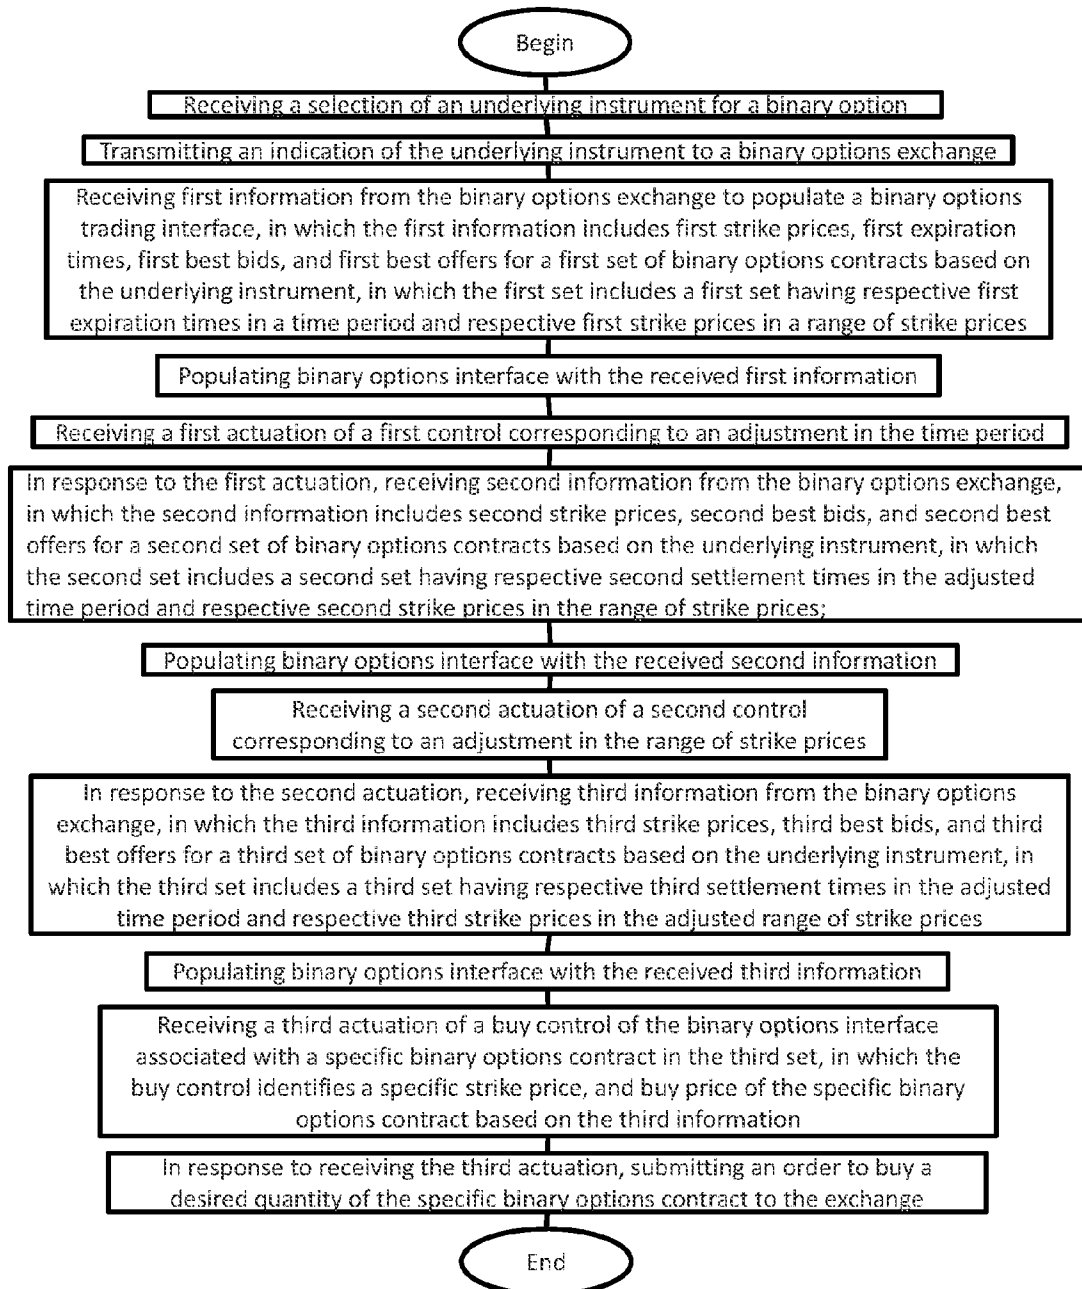 Begin
Receiving a selection of an underlying instrument for a binary option
Transmitting an indication of the underlying instrument to a binary options exchange
Receiving first information from the binary options exchange to populate a binary options
trading interface, in which the first information includes first strike prices, first expiration
times, first best bids, and first best offers for a first set of binary options contracts based on
the underlying instrument, in which the first set includes a first set having respective first
expiration times in a time period and respective first strike prices in a range of strike prices
Populating binary options interface with the received first information
Receiving a first actuation of a first control corresponding to an adjustment in the time period
In response to the first actuation, receiving second information from the binary options exchange,
in which the second information includes second strike prices, second best bids, and second best
offers for a second set of binary options contracts based on the underlying instrument, in which
the second set includes a second set having respective second settlement times in the adjusted
time period and respective second strike prices in the range of strike prices;
Populating binary options interface with the received second information
Receiving a second actuation of a second control
corresponding to an adjustment in the range of strike prices
In response to the second actuation, receiving third information from the binary options
exchange, in which the third information includes third strike prices, third best bids, and third
best offers for a third set of binary options contracts based on the underlying instrument, in
which the third set includes a third set having respective third settlement times in the adjusted
time period and respective third strike prices in the adjusted range of strike prices
Populating binary options interface with the received third information
Receiving a third actuation of a buy control of the binary options interface
associated with a specific binary options contract in the third set, in which the
buy control identifies a specific strike price, and buy price of the specific binary
options contract based on the third information
In response to receiving the third actuation, submitting an order to buy a
desired quantity of the specific binary options contract to the exchange
End